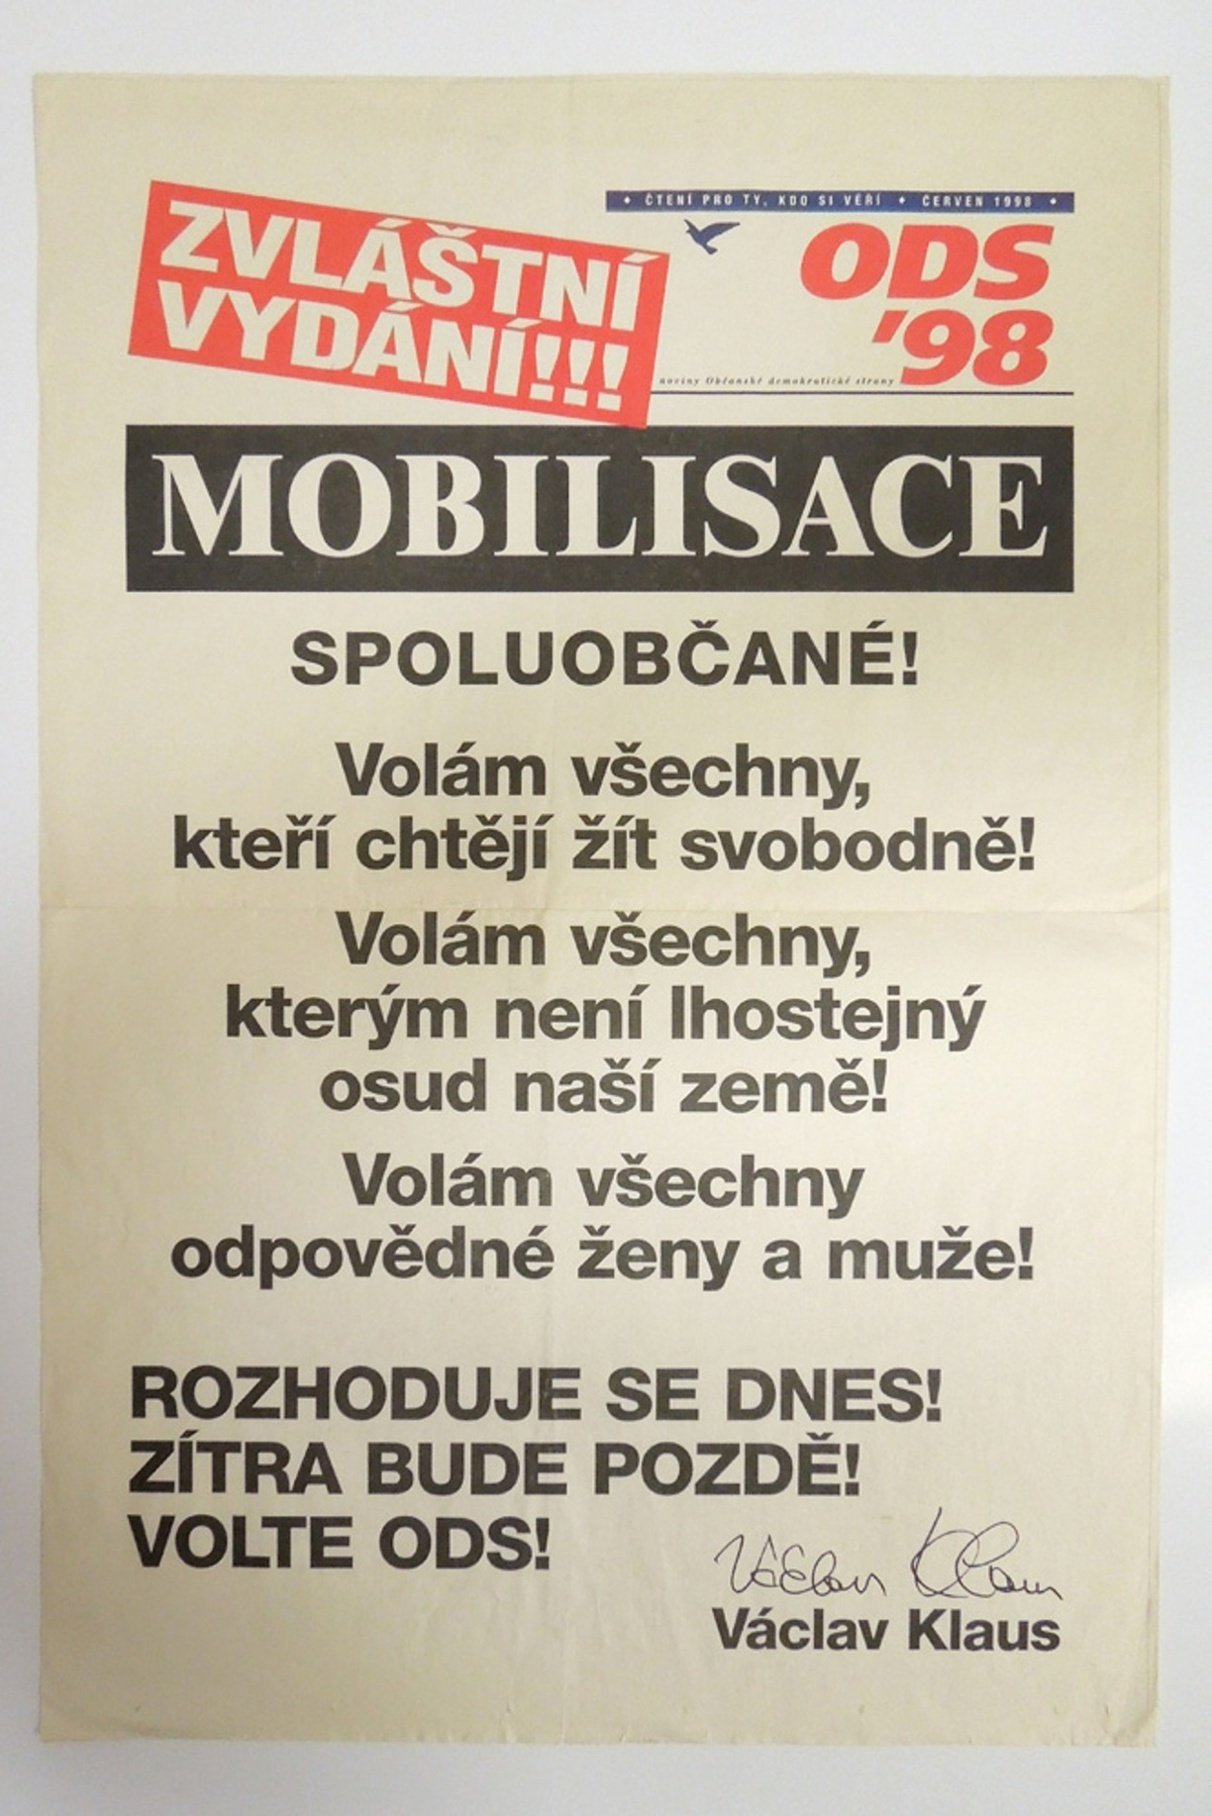 ZVLÁŠTNÍ
VYDÁNÍ!!!
• ČTENÍ PRO TY, KDO SI VĚŘÍ • ČERVEN 1998 •
ODS
'98
noviny Občanské demokratické strany
MOBILISACE
SPOLUOBČANÉ!
Volám všechny,
kteří chtějí žít svobodně!
Volám všechny,
kterým není lhostejný
osud naší země!
Volám všechny
odpovědné ženy a muže!
ROZHODUJE SE DNES!
ZÍTRA BUDE POZDĚ!
VOLTE ODS!
Václav Klaus
Václav Klaus